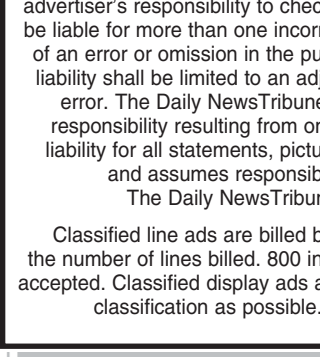 advertiser's responsibility to chec
be liable for more than one incorr
of an error or omission in the pu
liability shall be limited to an adj
error. The Daily NewsTribune
responsibility resulting from or
liability for all statements, pictu
and assumes responsib
The Daily NewsTribun
Classified line ads are billed b
the number of lines billed. 800 in
accepted. Classified display ads a
classification as possible.